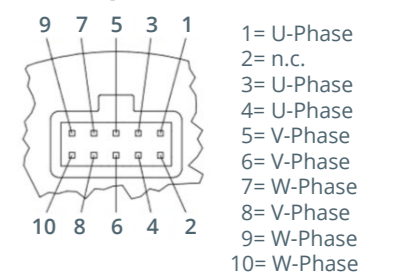 9 7 5 3 1
10 8 6 4 2
1= U-Phase
2= n.c.
3= U-Phase
4= U-Phase
5= V-Phase
6= V-Phase
7= W-Phase
8= V-Phase
9= W-Phase
10= W-Phase